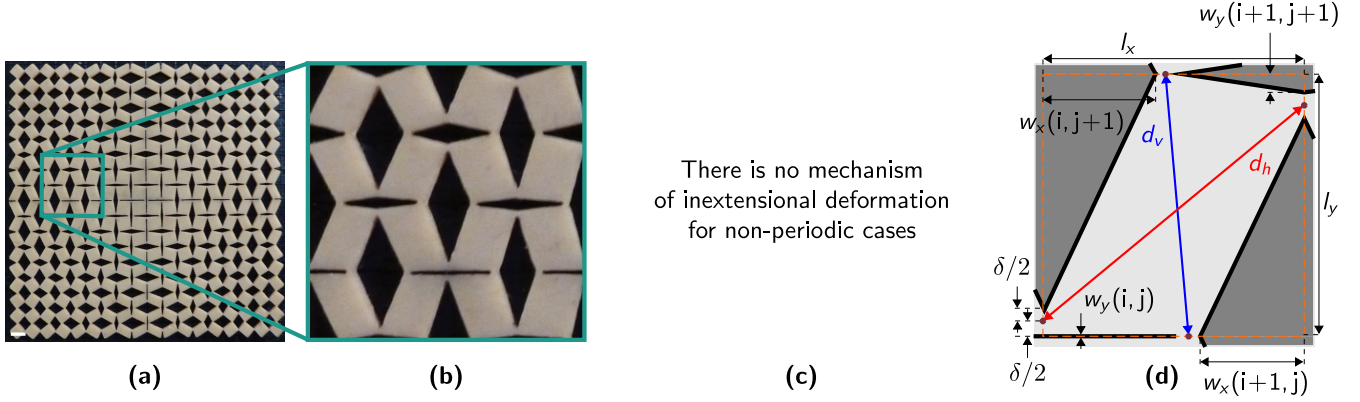 (a)
(b)
There is no mechanism
of inextensional deformation
for non-periodic cases
(c)
w_y(i+1, j+1)
l_x
w_x(i, j+1)
d_v
d_h
l_y
δ/2
w_y(i, j)
δ/2
w_x(i+1, j)
(d)